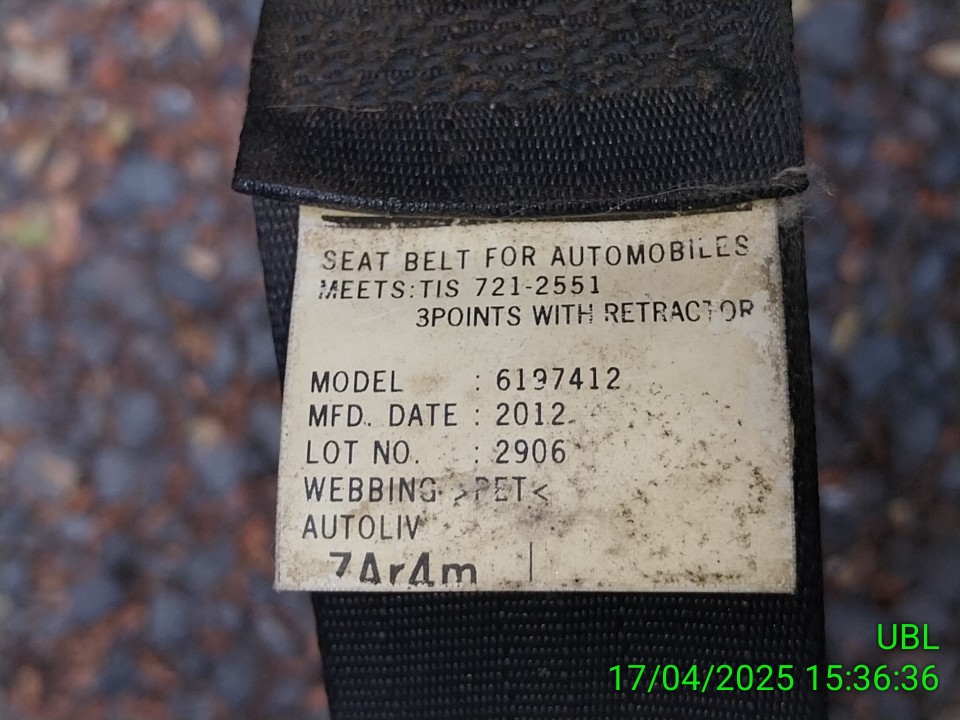 SEAT BELT FOR AUTOMOBILES
MEETS:TIS 721-2551
3POINTS WITH RETRACTOR
MODEL : 6197412
MFD. DATE : 2012
LOT NO. : 2906
WEBBING >PET<
AUTOLIV
7Ar4m
UBL
17/04/2025 15:36:36